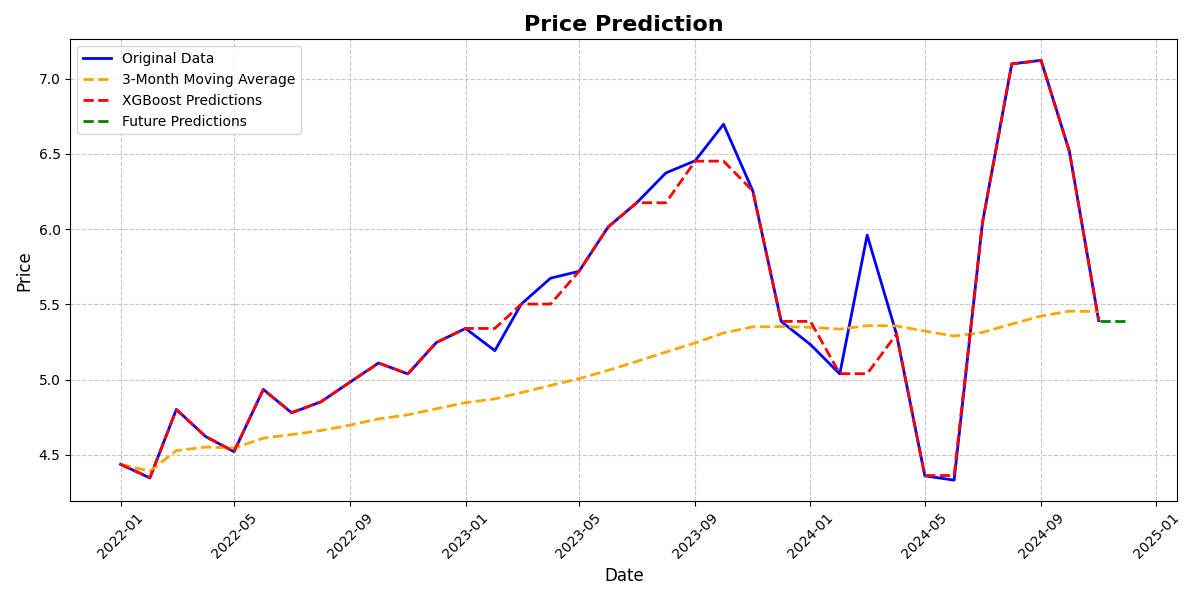 Price Prediction
Original Data
3-Month Moving Average
XGBoost Predictions
Future Predictions
Price
7.0
6.5
6.0
5.5
5.0
4.5
2022-01
2022-05
2022-09
2023-01
2023-05
2023-09
2024-01
2024-05
2024-09
2025-01
Date